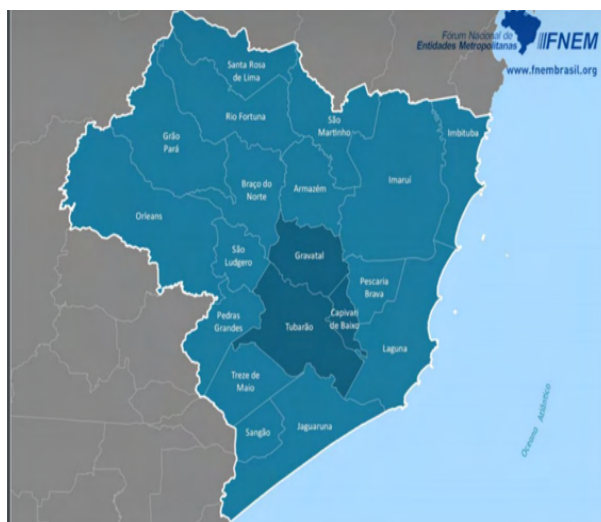 Fórum Nacional de
Entidades Metropolitanas
FNEM
www.fnembrasil.org
Santa Rosa
de Lima
Rio Fortuna
São
Martinho
Imbituba
Grão
Pará
Braço do
Norte
Armazém
Imaruí
Orleans
São
Ludgero
Gravatal
Pescaria
Brava
Pedras
Grandes
Tubarão
Capivari
de Baixo
Laguna
Treze de
Maio
Sangão
Jaguaruna
Oceano Atlântico